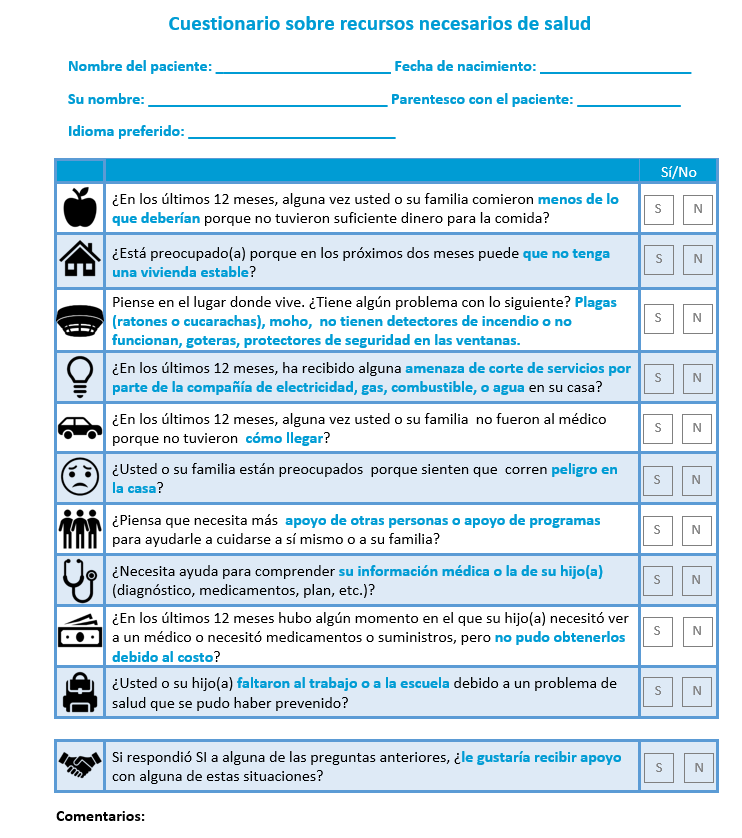 Cuestionario sobre recursos necesarios de salud
Nombre del paciente: ______________________ Fecha de nacimiento: ___________________
Su nombre: ______________________________ Parentesco con el paciente: _____________
Idioma preferido: __________________________
Sí/No
¿En los últimos 12 meses, alguna vez usted o su familia comieron menos de lo
que deberían porque no tuvieron suficiente dinero para la comida?
S N
¿Está preocupado(a) porque en los próximos dos meses puede que no tenga
una vivienda estable?
S N
Piense en el lugar donde vive. ¿Tiene algún problema con lo siguiente? Plagas
(ratones o cucarachas), moho, no tienen detectores de incendio o no
funcionan, goteras, protectores de seguridad en las ventanas.
S N
¿En los últimos 12 meses, ha recibido alguna amenaza de corte de servicios por
parte de la compañía de electricidad, gas, combustible, o agua en su casa?
S N
¿En los últimos 12 meses, alguna vez usted o su familia no fueron al médico
porque no tuvieron cómo llegar?
S N
¿Usted o su familia están preocupados porque sienten que corren peligro en
la casa?
S N
¿Piensa que necesita más apoyo de otras personas o apoyo de programas
para ayudarle a cuidarse a sí mismo o a su familia?
S N
¿Necesita ayuda para comprender su información médica o la de su hijo(a)
(diagnóstico, medicamentos, plan, etc.)?
S N
¿En los últimos 12 meses hubo algún momento en el que su hijo(a) necesitó ver
a un médico o necesitó medicamentos o suministros, pero no pudo obtenerlos
debido al costo?
S N
¿Usted o su hijo(a) faltaron al trabajo o a la escuela debido a un problema de
salud que se pudo haber prevenido?
S N
Si respondió SI a alguna de las preguntas anteriores, ¿le gustaría recibir apoyo
con alguna de estas situaciones?
S N
Comentarios: